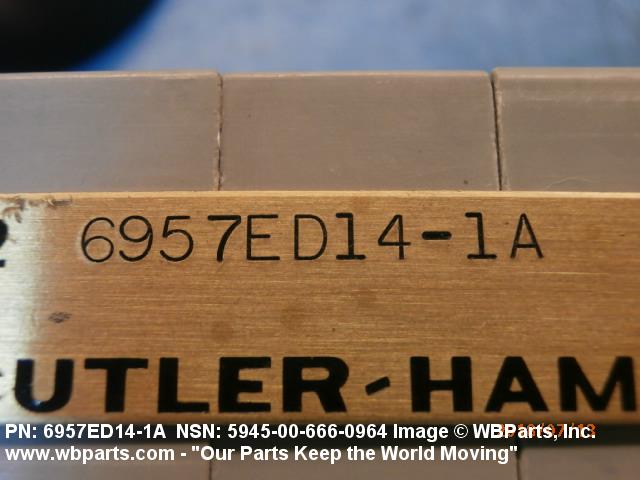 6957ED14-1A
CUTLER-HAM
PN: 6957ED14-1A NSN: 5945-00-666-0964 Image © WBParts, Inc.
www.wbparts.com - "Our Parts Keep the World Moving"